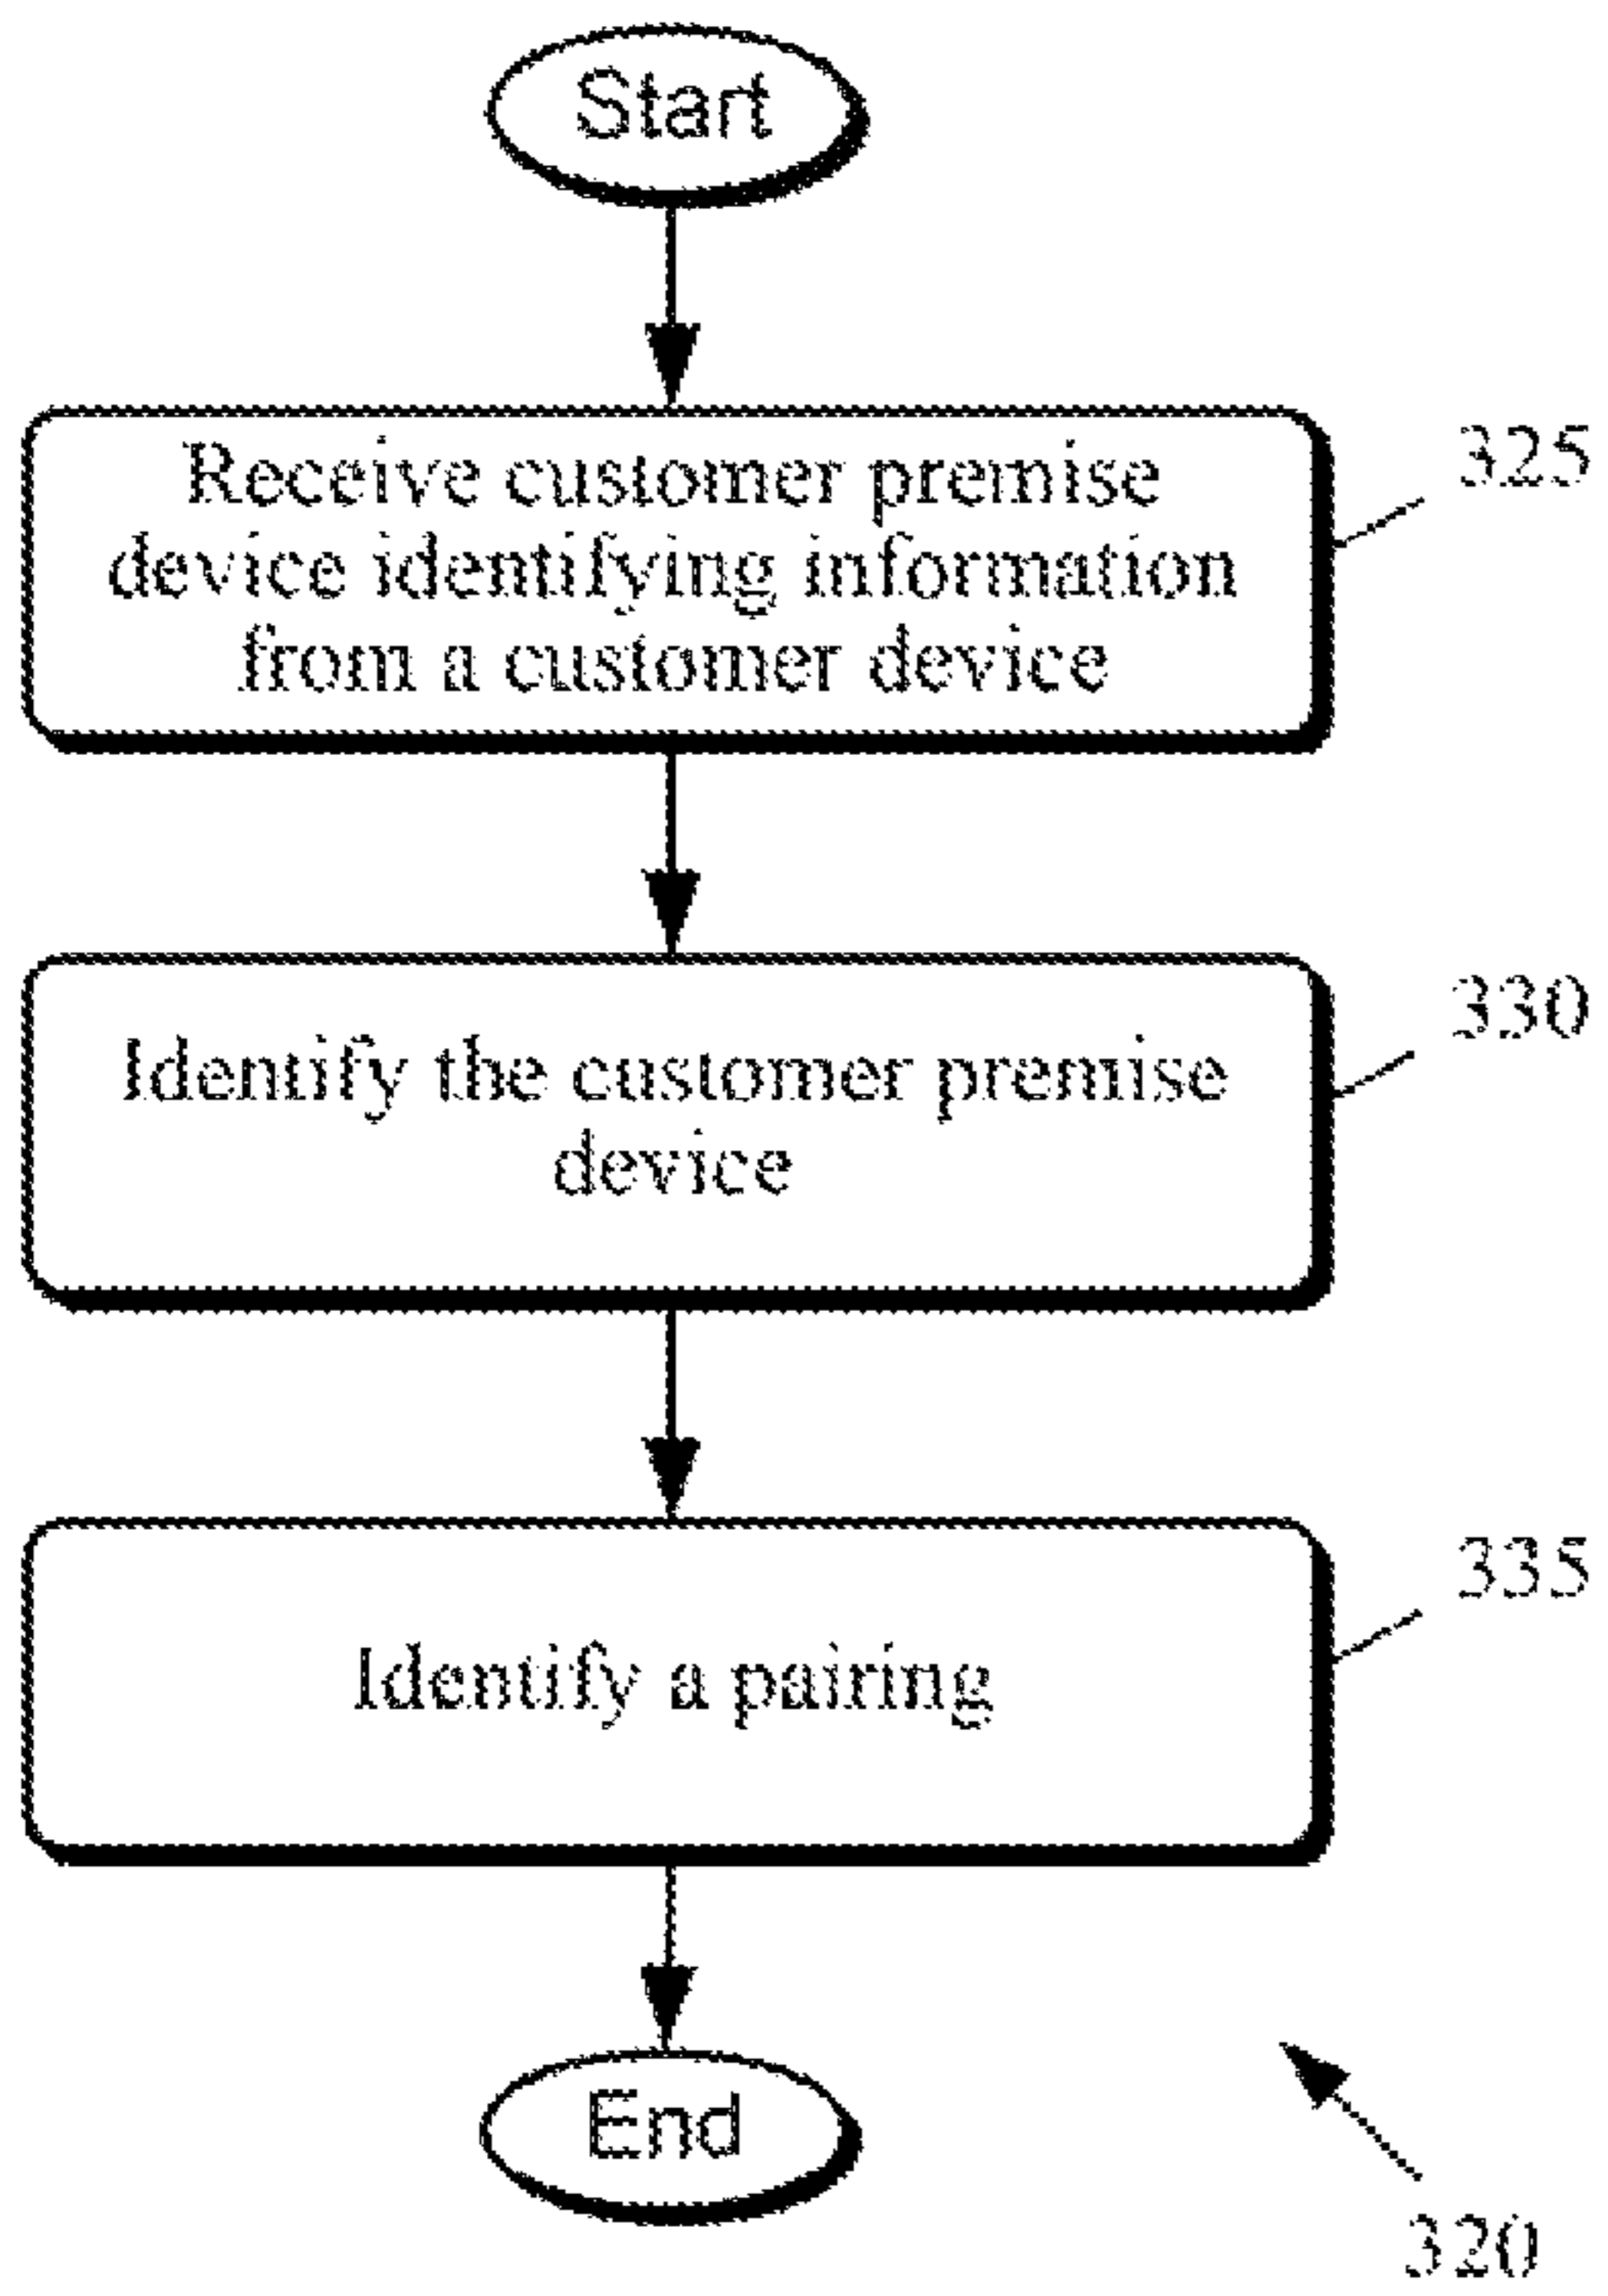 Start
Receive customer premise
device identifying information
from a customer device
325
Identify the customer premise
device
330
Identify a pairing
335
End
320